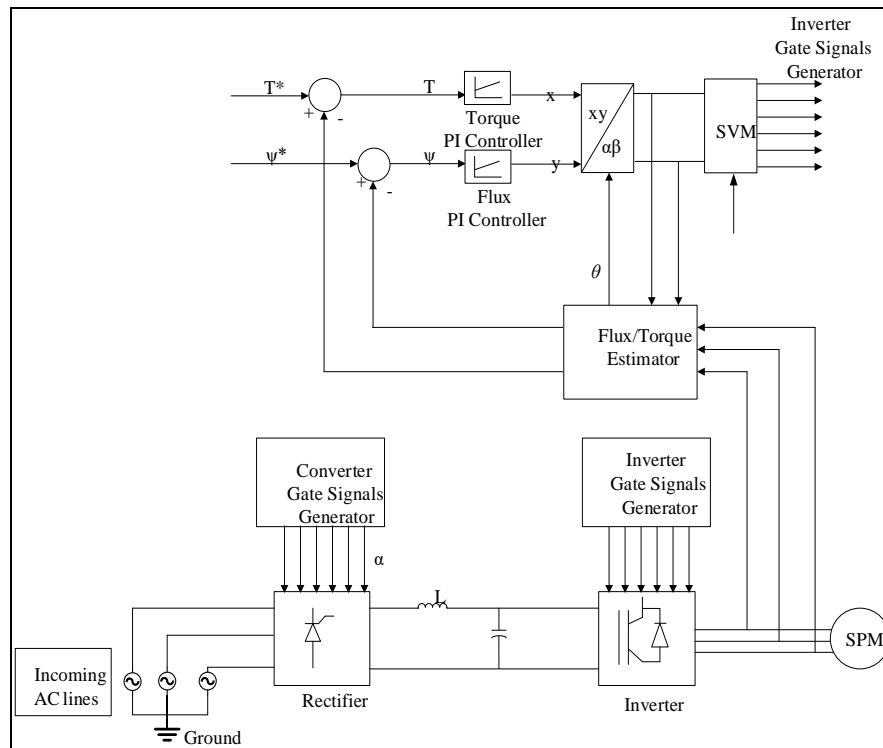 Inverter
Gate Signals
Generator
T*
T
x
+
-
Torque
PI Controller
xy
αβ
SVM
ψ*
ψ
y
+
-
Flux
PI Controller
θ
Flux/Torque
Estimator
Converter
Gate Signals
Generator
Inverter
Gate Signals
Generator
α
L
SPM
Incoming
AC lines
Rectifier
Inverter
Ground